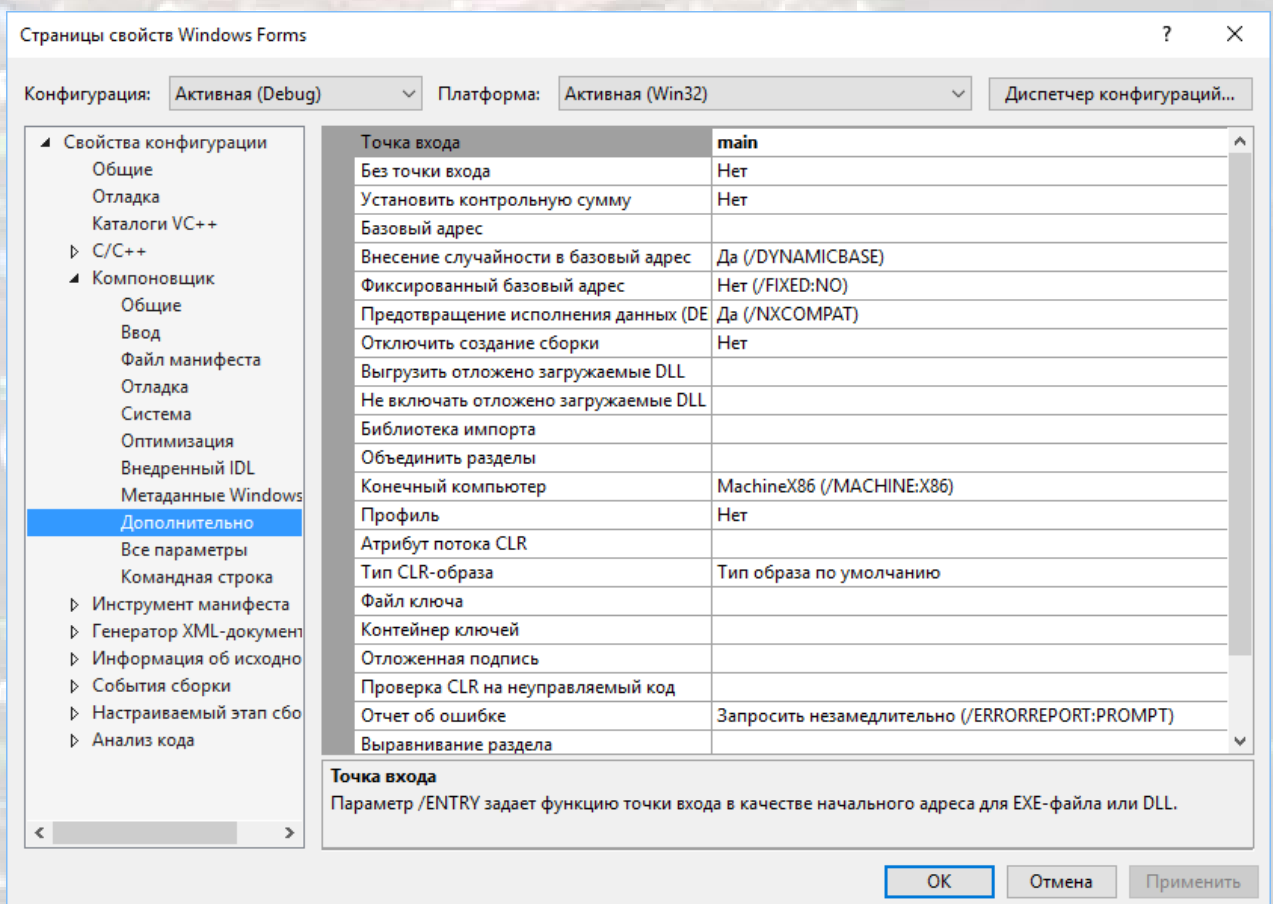 Страницы свойств Windows Forms
?
Конфигурация: Активная (Debug) Платформа: Активная (Win32) Диспетчер конфигураций...
Свойства конфигурации
Общие
Отладка
Каталоги VC++
C/C++
Компоновщик
Общие
Ввод
Файл манифеста
Отладка
Система
Оптимизация
Внедренный IDL
Метаданные Windows
Дополнительно
Все параметры
Командная строка
Инструмент манифеста
Генератор XML-документ
Информация об исходно
События сборки
Настраиваемый этап сбо
Анализ кода
Точка входа main
Без точки входа Нет
Установить контрольную сумму Нет
Базовый адрес
Внесение случайности в базовый адрес Да (/DYNAMICBASE)
Фиксированный базовый адрес Нет (/FIXED:NO)
Предотвращение исполнения данных (DE Да (/NXCOMPAT)
Отключить создание сборки Нет
Выгрузить отложено загружаемые DLL
Не включать отложено загружаемые DLL
Библиотека импорта
Объединить разделы
Конечный компьютер MachineX86 (/MACHINE:X86)
Профиль Нет
Атрибут потока CLR
Тип CLR-образа Тип образа по умолчанию
Файл ключа
Контейнер ключей
Отложенная подпись
Проверка CLR на неуправляемый код
Отчет об ошибке Запросить незамедлительно (/ERRORREPORT:PROMPT)
Выравнивание раздела
Точка входа
Параметр /ENTRY задает функцию точки входа в качестве начального адреса для EXE-файла или DLL.
ОК Отмена Применить